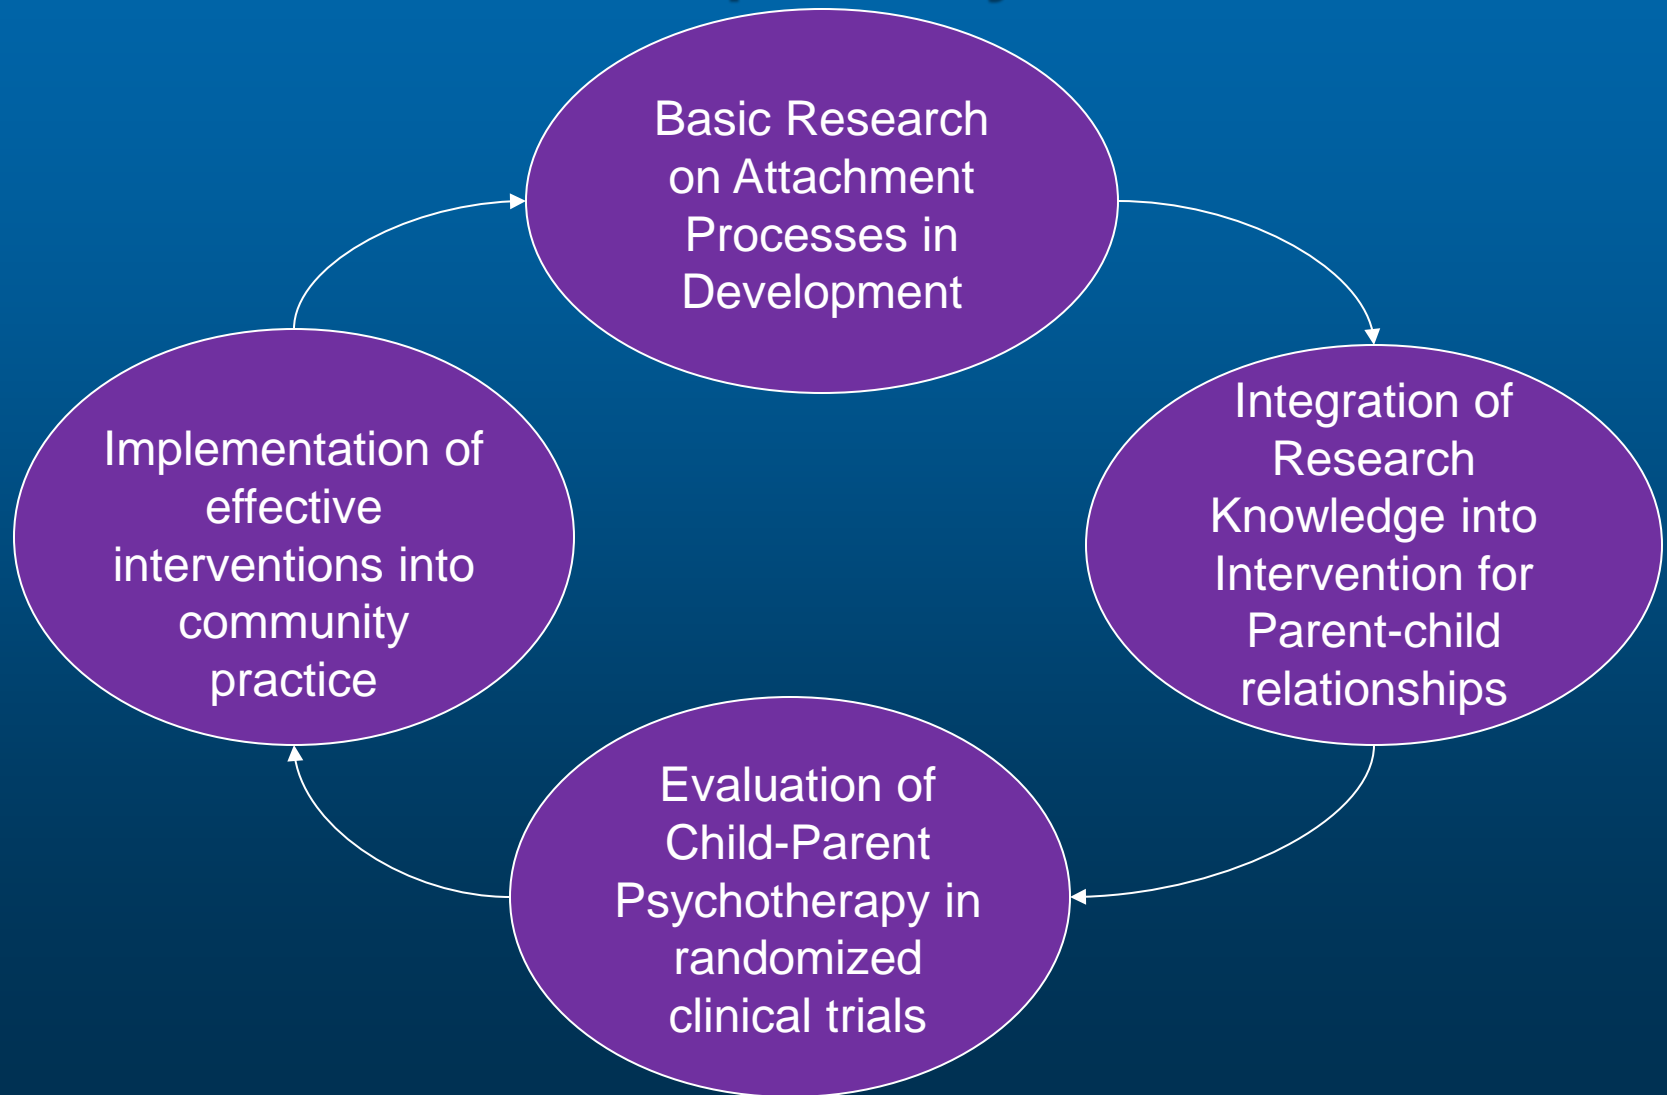 Basic Research
on Attachment
Processes in
Development
Integration of
Research
Knowledge into
Intervention for
Parent-child
relationships
Evaluation of
Child-Parent
Psychotherapy in
randomized
clinical trials
Implementation of
effective
interventions into
community
practice